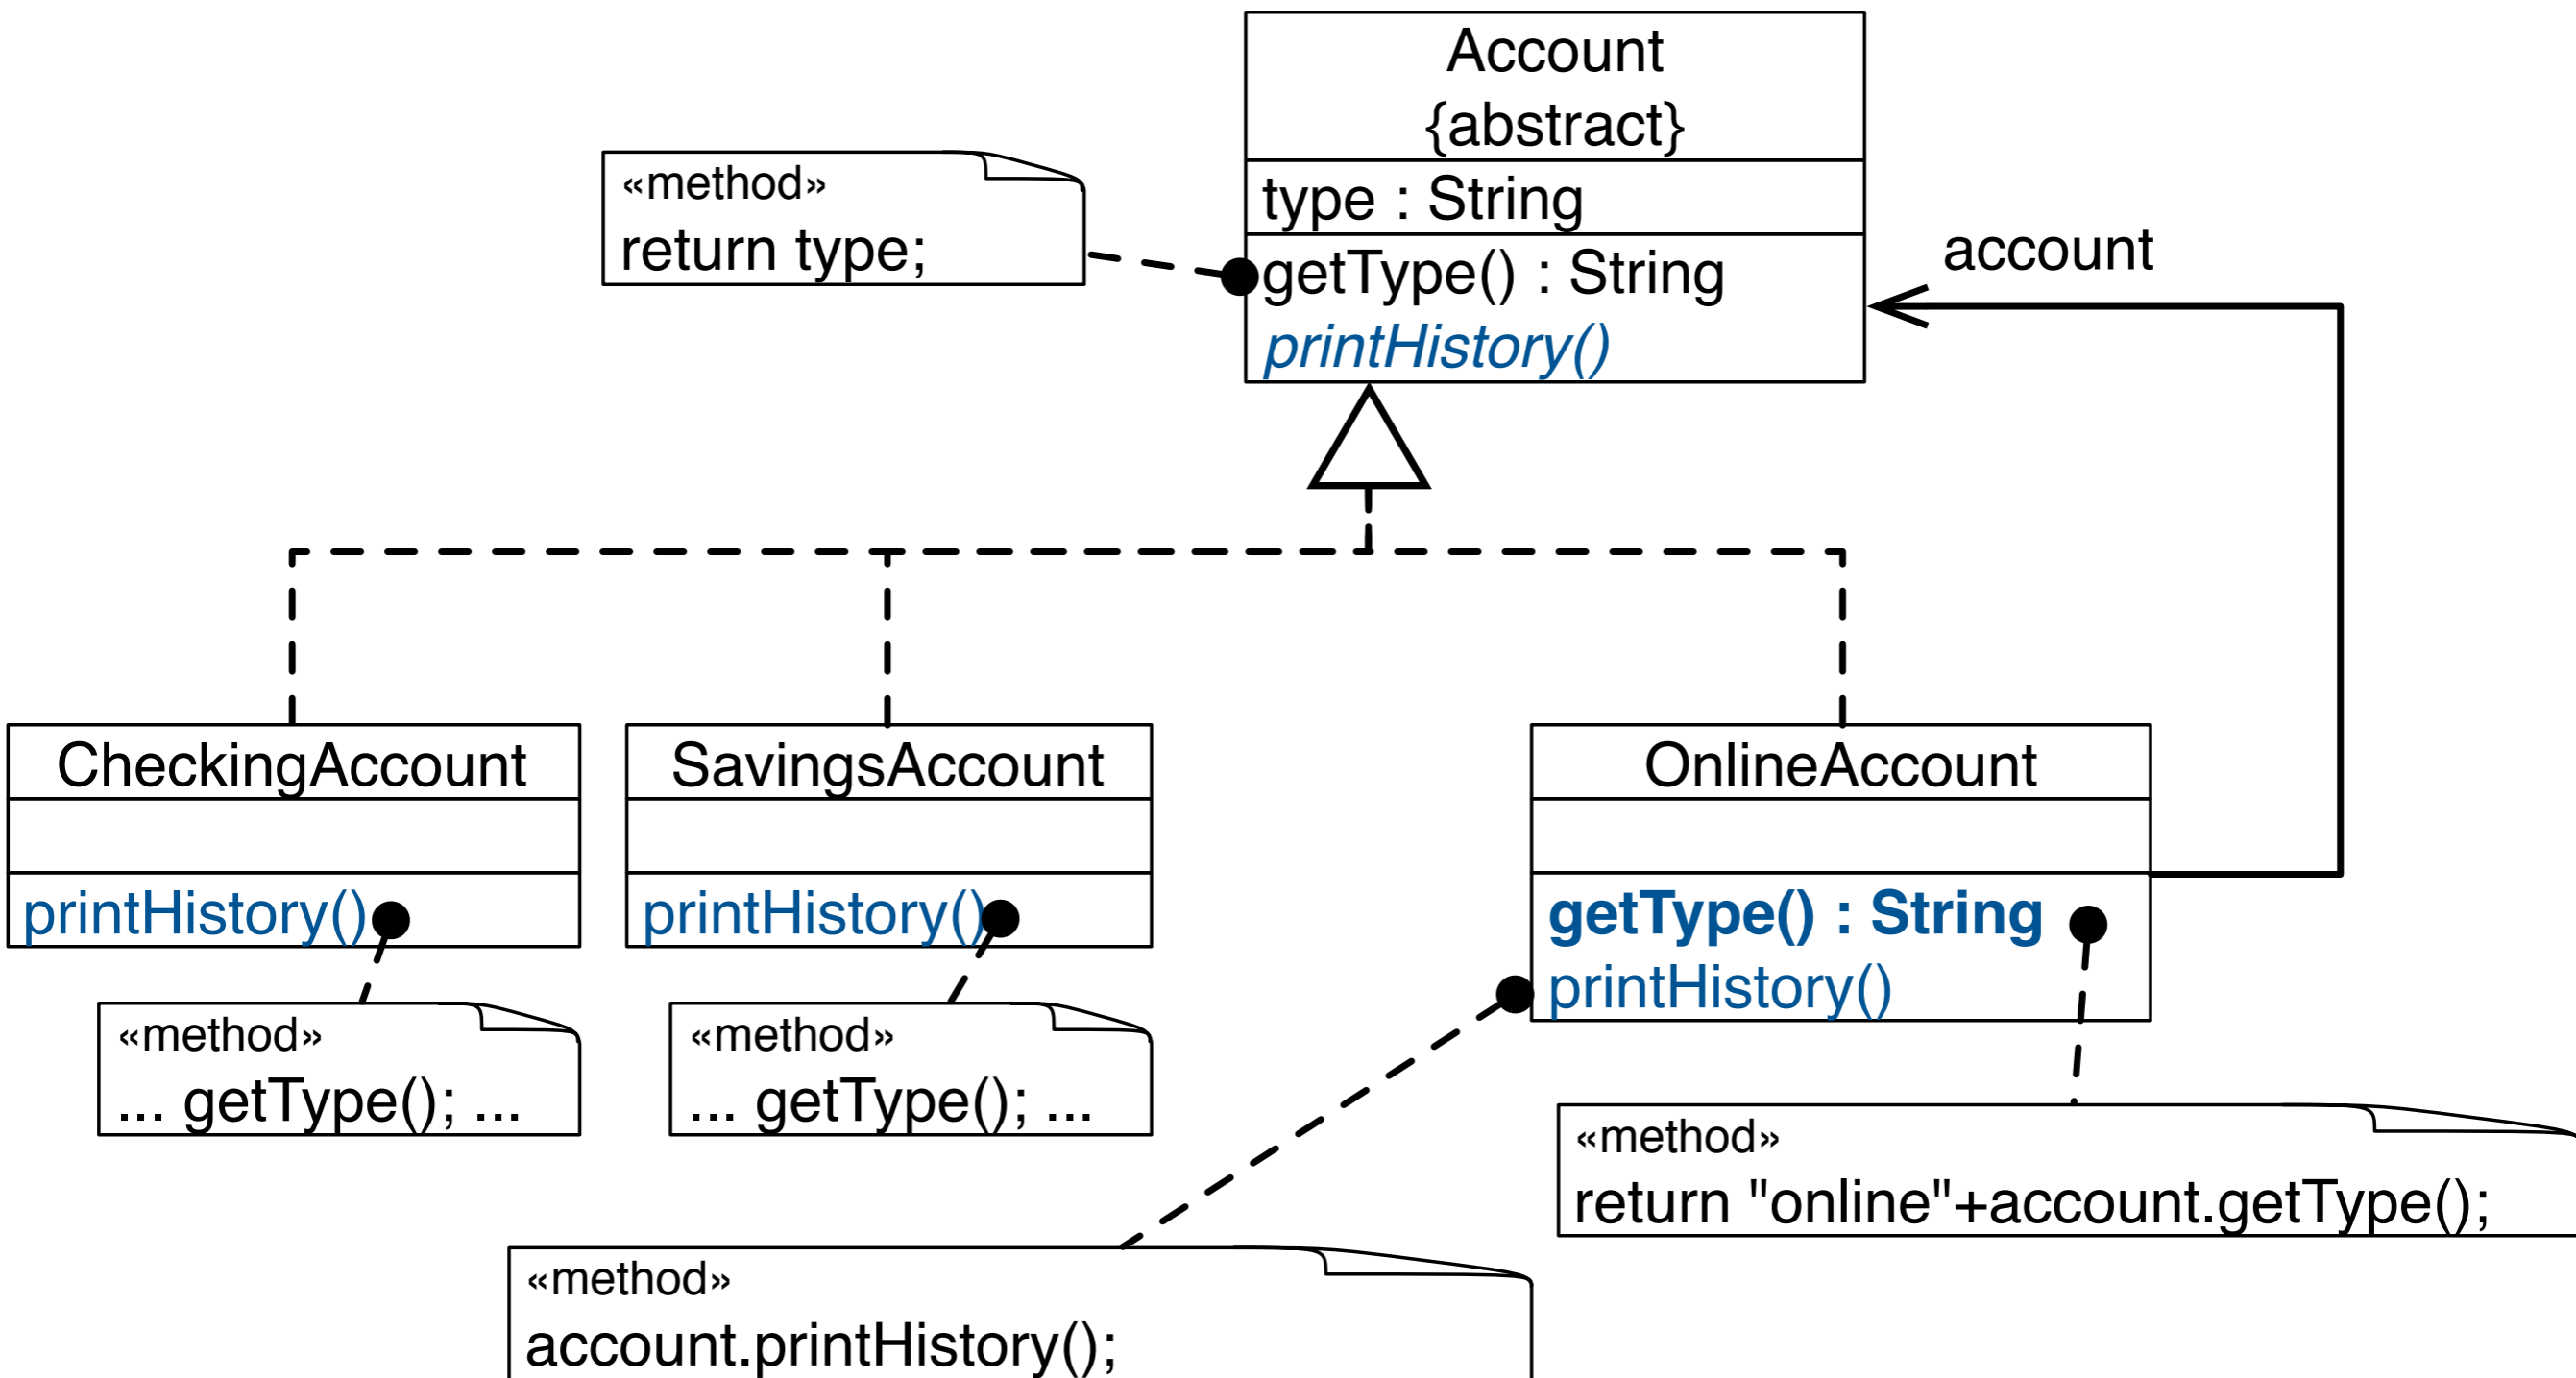 Account
{abstract}
type : String
getType() : String
printHistory()
«method»
return type;
account
CheckingAccount
printHistory()
«method»
... getType(); ...
SavingsAccount
printHistory()
«method»
... getType(); ...
OnlineAccount
getType() : String
printHistory()
«method»
return "online"+account.getType();
«method»
account.printHistory();